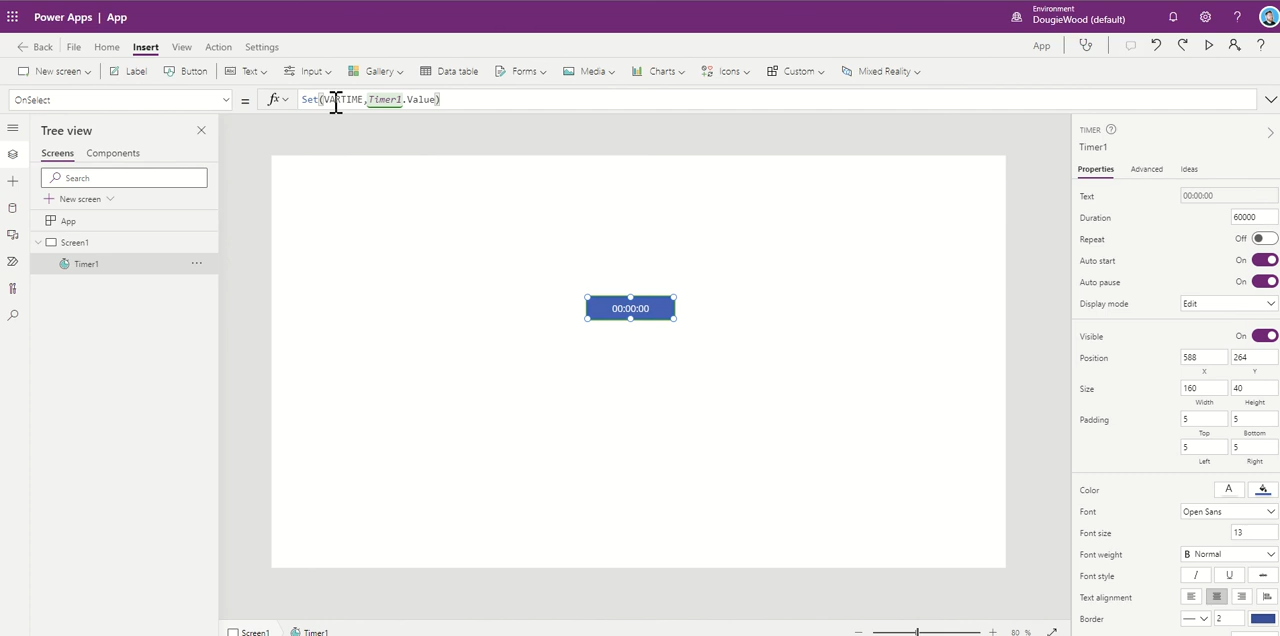 Power Apps | App
Environment
DougieWood (default)
Back
File
Home
Insert
View
Action
Settings
App
New screen
Label
Button
Text
Input
Gallery
Data table
Forms
Media
Charts
Icons
Custom
Mixed Reality
OnSelect
=
fx
Set(VARTIME,Timer1.Value)
Tree view
Screens
Components
Search
New screen
App
Screen1
Timer1
00:00:00
TIMER
Timer1
Properties
Advanced
Ideas
Text
00:00:00
Duration
60000
Repeat
Off
Auto start
On
Auto pause
On
Display mode
Edit
Visible
On
Position
588
264
X
Y
Size
160
40
Width
Height
Padding
5
5
Top
Bottom
5
5
Left
Right
Color
A
Font
Open Sans
Font size
13
Font weight
B Normal
Font style
/
U
Text alignment
Border
2
Screen1
Timer1
80 %